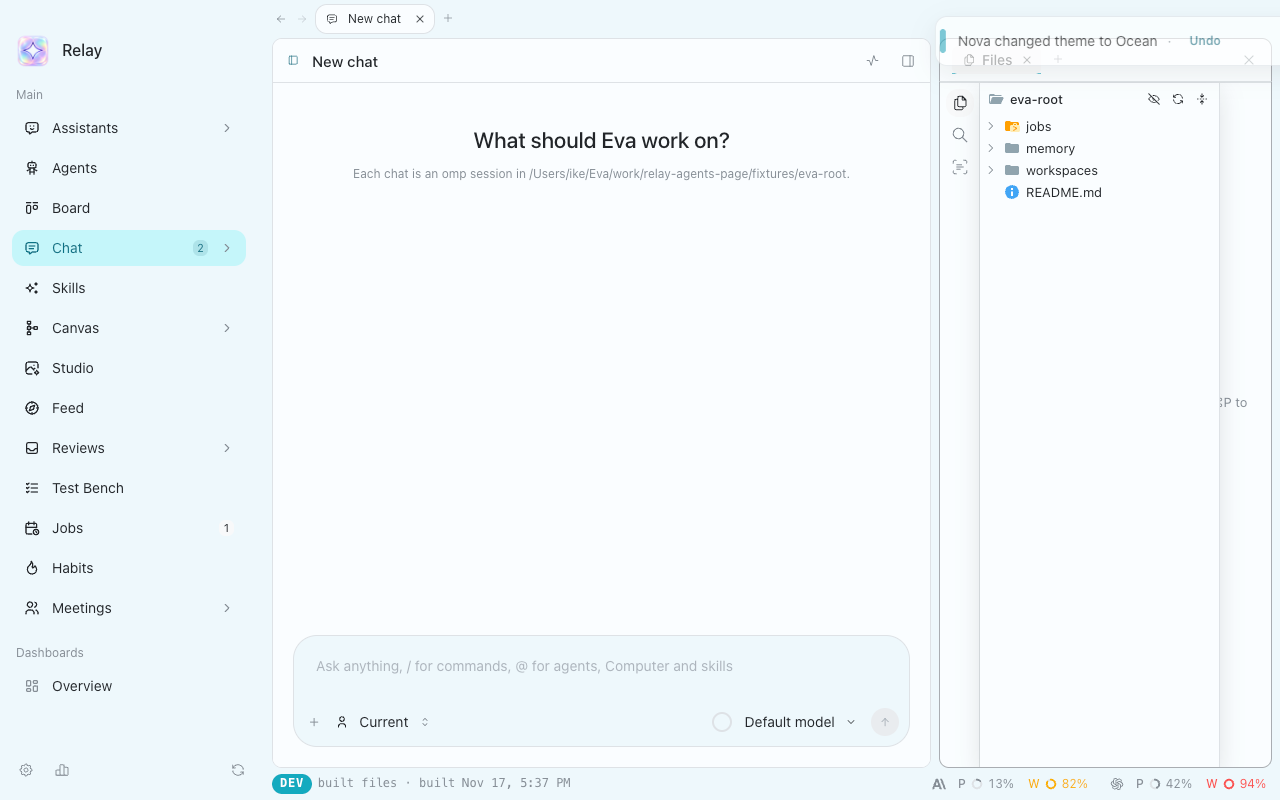 Relay
Main
Assistants
Agents
Board
Chat 2
Skills
Canvas
Studio
Feed
Reviews
Test Bench
Jobs 1
Habits
Meetings
Dashboards
Overview
New chat
New chat
What should Eva work on?
Each chat is an omp session in /Users/ike/Eva/work/relay-agents-page/fixtures/eva-root.
Ask anything, / for commands, @ for agents, Computer and skills
Current
Default model
Nova changed theme to Ocean · Undo
Files
eva-root
jobs
memory
workspaces
README.md
P to
DEV built files · built Nov 17, 5:37 PM
P 13% W 82% P 42% W 94%